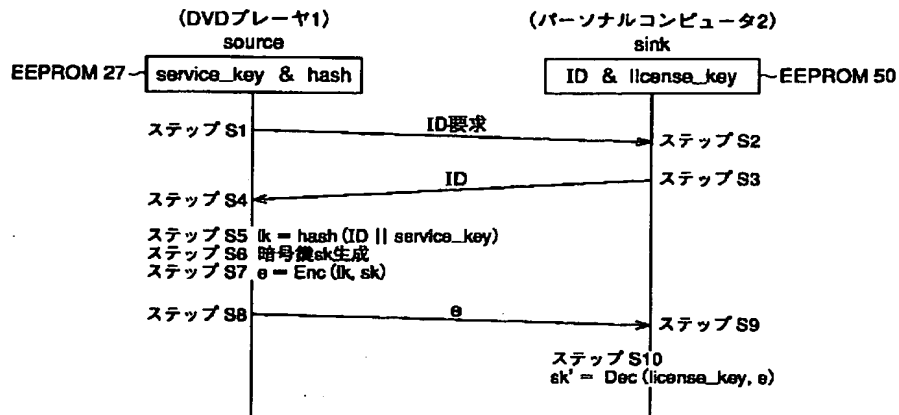 (DVDプレーヤ1)
source
(パーソナルコンピュータ2)
sink
EEPROM 27
service_key & hash
ID & license_key
EEPROM 50
ステップ S1
ID要求
ステップ S2
ID
ステップ S3
ステップ S4
ステップ S5 lk = hash (ID || service_key)
ステップ S6 暗号鍵sk生成
ステップ S7 e = Enc (lk, sk)
ステップ S8
e
ステップ S9
ステップ S10
sk' = Dec (license_key, e)